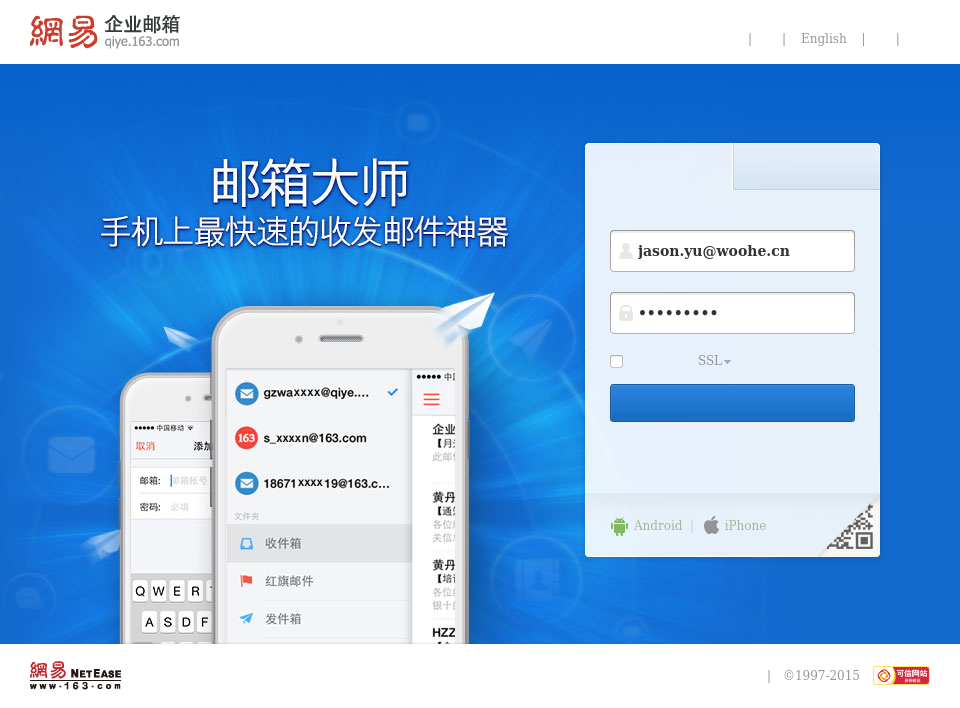 網易 企业邮箱
qiye.163.com
| | English | |
邮箱大师
手机上最快速的收发邮件神器
jason.yu@woohe.cn
•••••••••
SSL
Android | iPhone
●●●●● 中国移动
取消 添加
邮箱: 邮箱帐号
密码: 必填
Q W E R
A S D F
gzwaxxxx@qiye....
163 s_xxxxn@163.com
18671xxxx19@163.c...
文件夹
收件箱
红旗邮件
发件箱
●●●●● 中
企业
【月
此邮
黄丹
【通知
各位
关信
黄丹
【培
各位
银十的
HZZ
網易 NETEASE
www.163.com
| ©1997-2015
可信网站